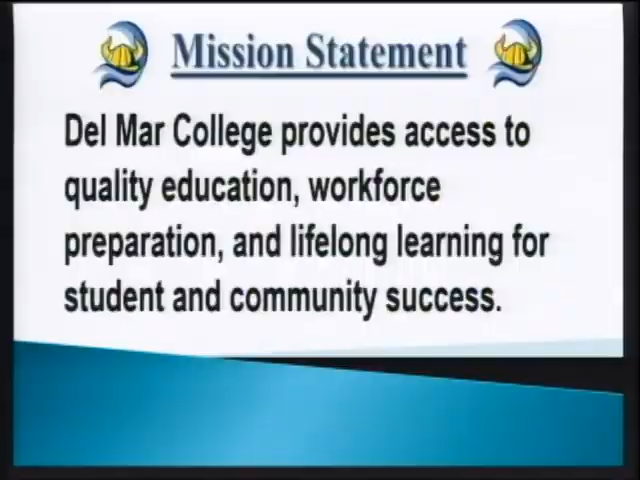 Mission Statement
Del Mar College provides access to
quality education, workforce
preparation, and lifelong learning for
student and community success.